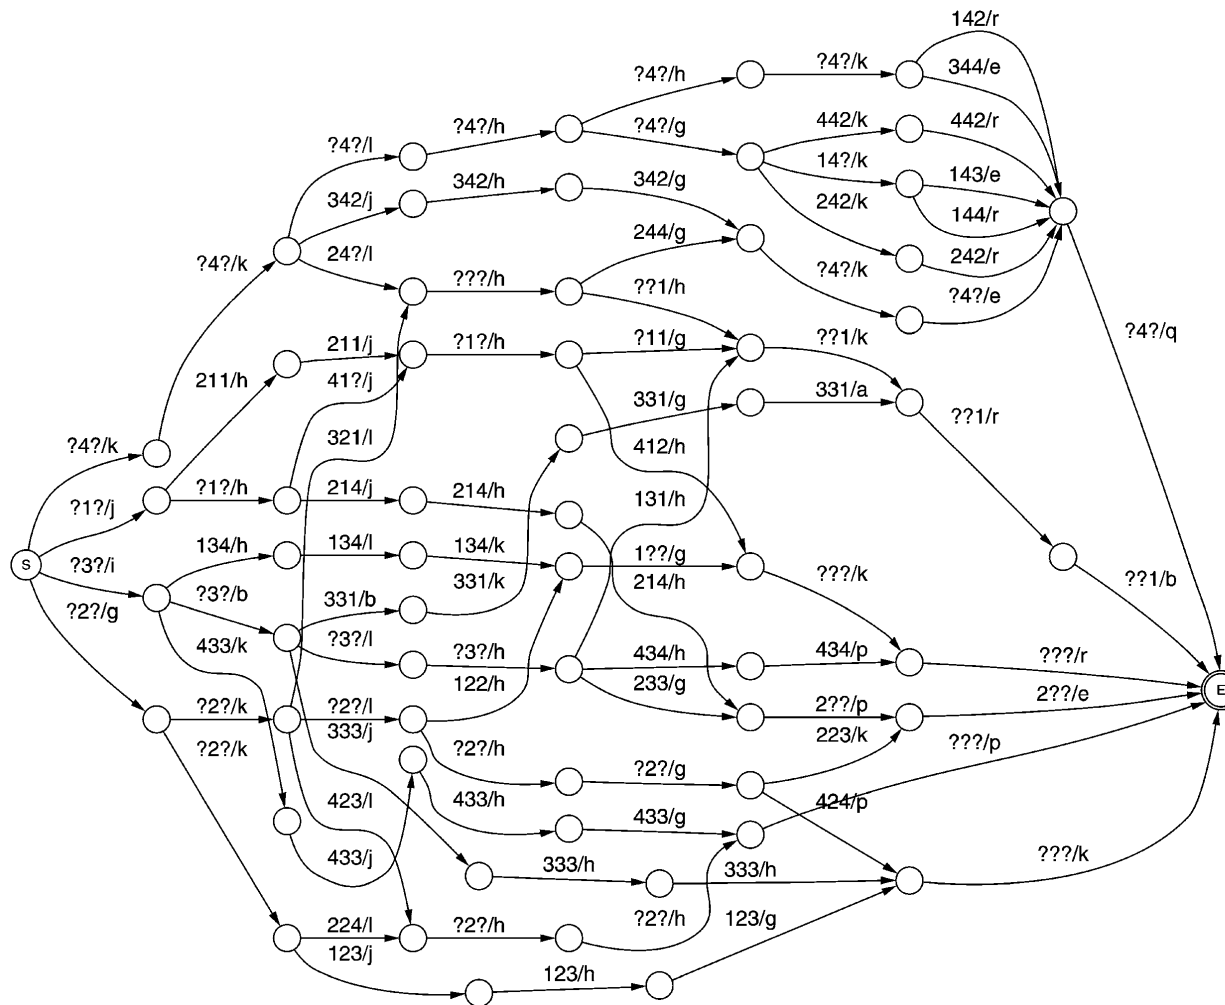 142/r
?4?/h
?4?/k
344/e
?4?/l
?4?/h
?4?/g
442/k
442/r
14?/k
143/e
342/j
342/h
342/g
242/k
144/r
?4?/k
24?/l
244/g
242/r
???/h
??1/h
?4?/k
?4?/e
?4?/q
211/h
211/j
?1?/h
?11/g
??1/k
41?/j
331/g
331/a
??1/r
?4?/k
321/l
412/h
?1?/j
?1?/h
214/j
214/h
131/h
S
?3?/i
134/h
134/l
134/k
1??/g
???/k
??1/b
?2?/g
?3?/b
331/b
331/k
214/h
433/k
?3?/l
?3?/h
434/h
434/p
???/r
122/h
233/g
2??/p
2??/e
E
?2?/k
?2?/l
333/j
223/k
???/p
?2?/k
?2?/h
?2?/g
423/l
433/h
433/g
424/p
433/j
333/h
333/h
???/k
224/l
?2?/h
?2?/h
123/g
123/j
123/h